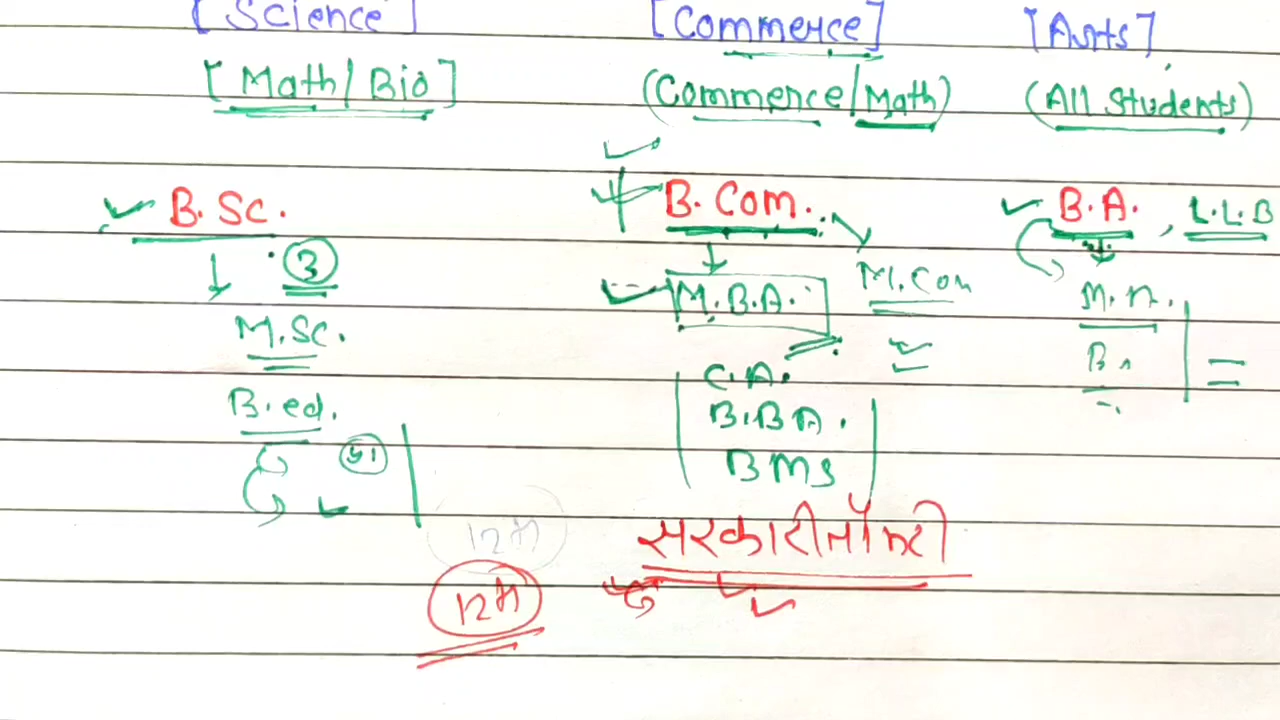 [Science] [Commerce] [Arts]
[Math/Bio] (Commerce/Math) (All Students)
B. Sc. B. Com. B.A. , L.L.B
3 M.B.A. M.Com
M.Sc. C.A.
B.ed. B.B.A.
BMS
सरकारी नौकरी
12th
12th